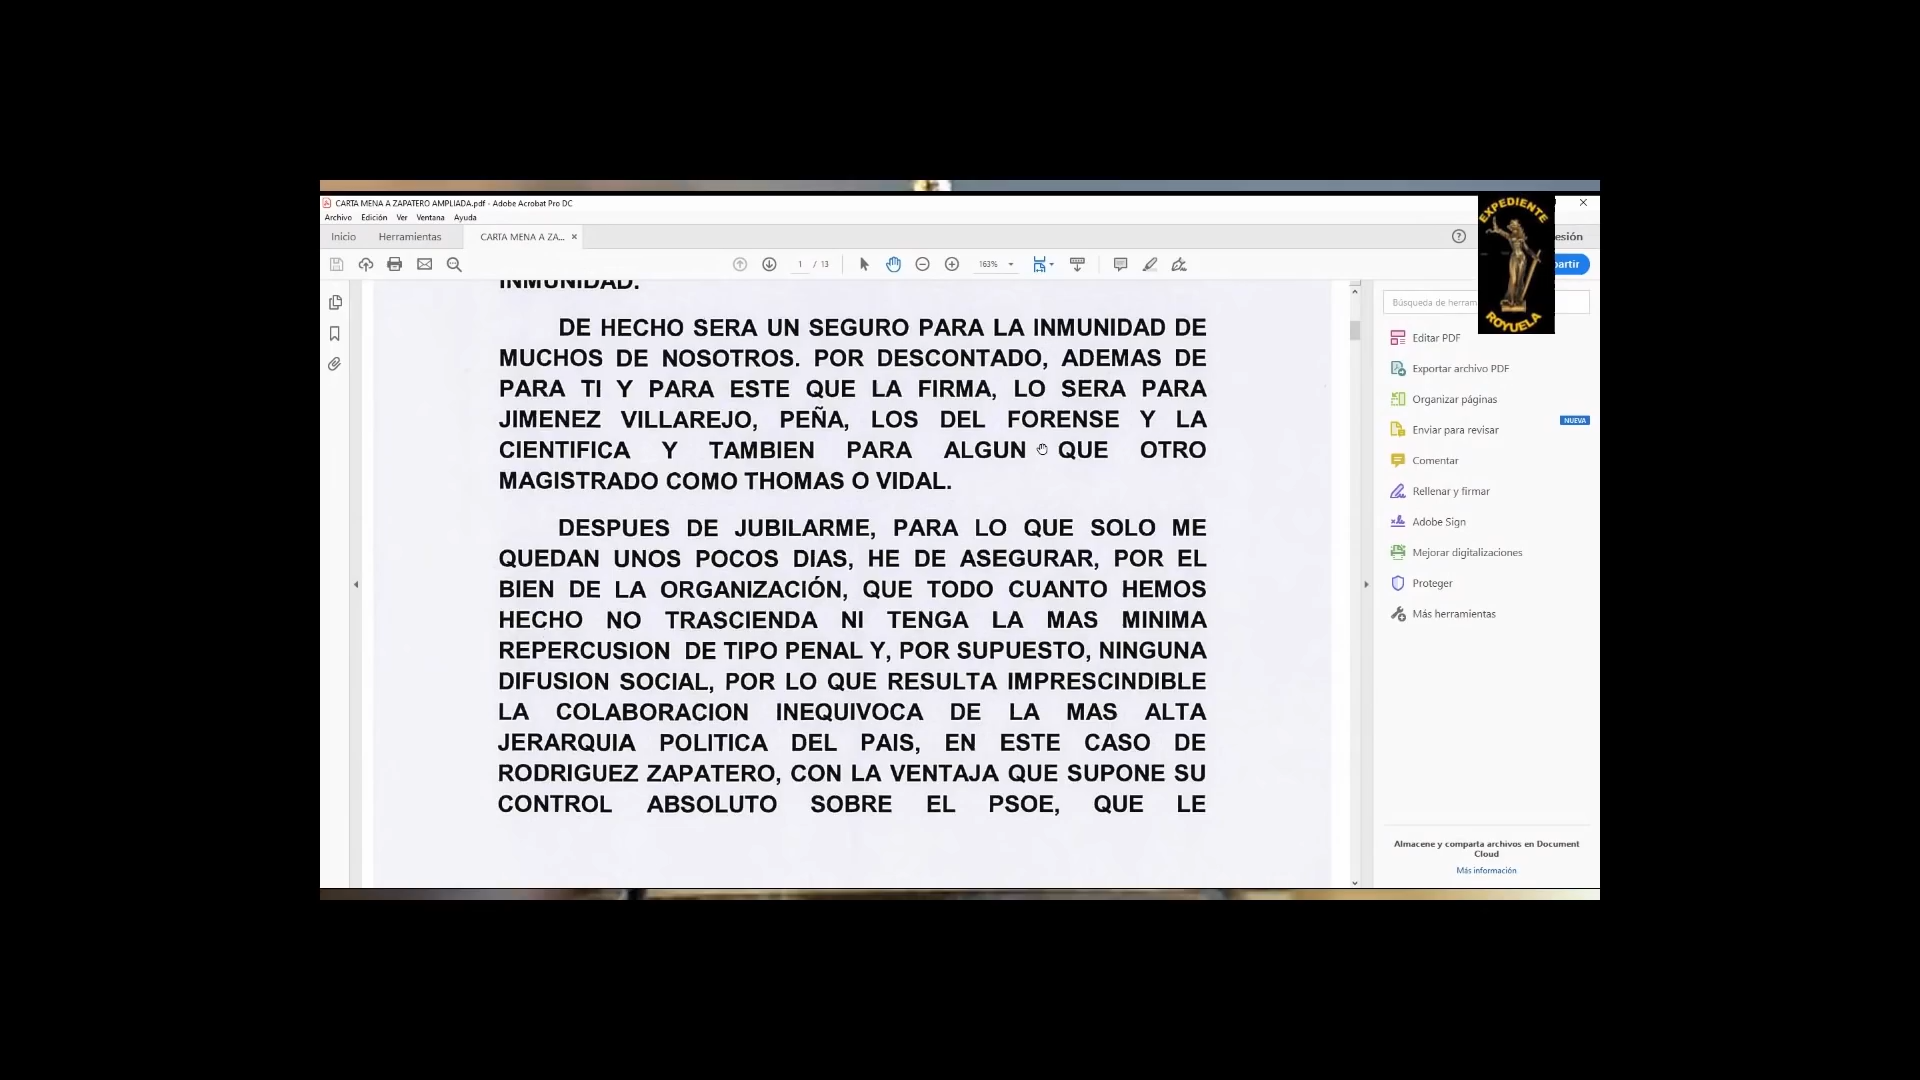 CARTA MENA A ZAPATERO AMPLIADA.pdf - Adobe Acrobat Pro DC
Archivo Edición Ver Ventana Ayuda
Inicio Herramientas CARTA MENA A ZA... ×
esión
1 / 13 163%
artir
EXPEDIENTE
ROYUELA
INMUNIDAD.
DE HECHO SERA UN SEGURO PARA LA INMUNIDAD DE
MUCHOS DE NOSOTROS. POR DESCONTADO, ADEMAS DE
PARA TI Y PARA ESTE QUE LA FIRMA, LO SERA PARA
JIMENEZ VILLAREJO, PEÑA, LOS DEL FORENSE Y LA
CIENTIFICA Y TAMBIEN PARA ALGUN QUE OTRO
MAGISTRADO COMO THOMAS O VIDAL.
DESPUES DE JUBILARME, PARA LO QUE SOLO ME
QUEDAN UNOS POCOS DIAS, HE DE ASEGURAR, POR EL
BIEN DE LA ORGANIZACIÓN, QUE TODO CUANTO HEMOS
HECHO NO TRASCIENDA NI TENGA LA MAS MINIMA
REPERCUSION DE TIPO PENAL Y, POR SUPUESTO, NINGUNA
DIFUSION SOCIAL, POR LO QUE RESULTA IMPRESCINDIBLE
LA COLABORACION INEQUIVOCA DE LA MAS ALTA
JERARQUIA POLITICA DEL PAIS, EN ESTE CASO DE
RODRIGUEZ ZAPATERO, CON LA VENTAJA QUE SUPONE SU
CONTROL ABSOLUTO SOBRE EL PSOE, QUE LE
Búsqueda de herram
Editar PDF
Exportar archivo PDF
Organizar páginas
NUEVA
Enviar para revisar
Comentar
Rellenar y firmar
Adobe Sign
Mejorar digitalizaciones
Proteger
Más herramientas
Almacene y comparta archivos en Document
Cloud
Más información